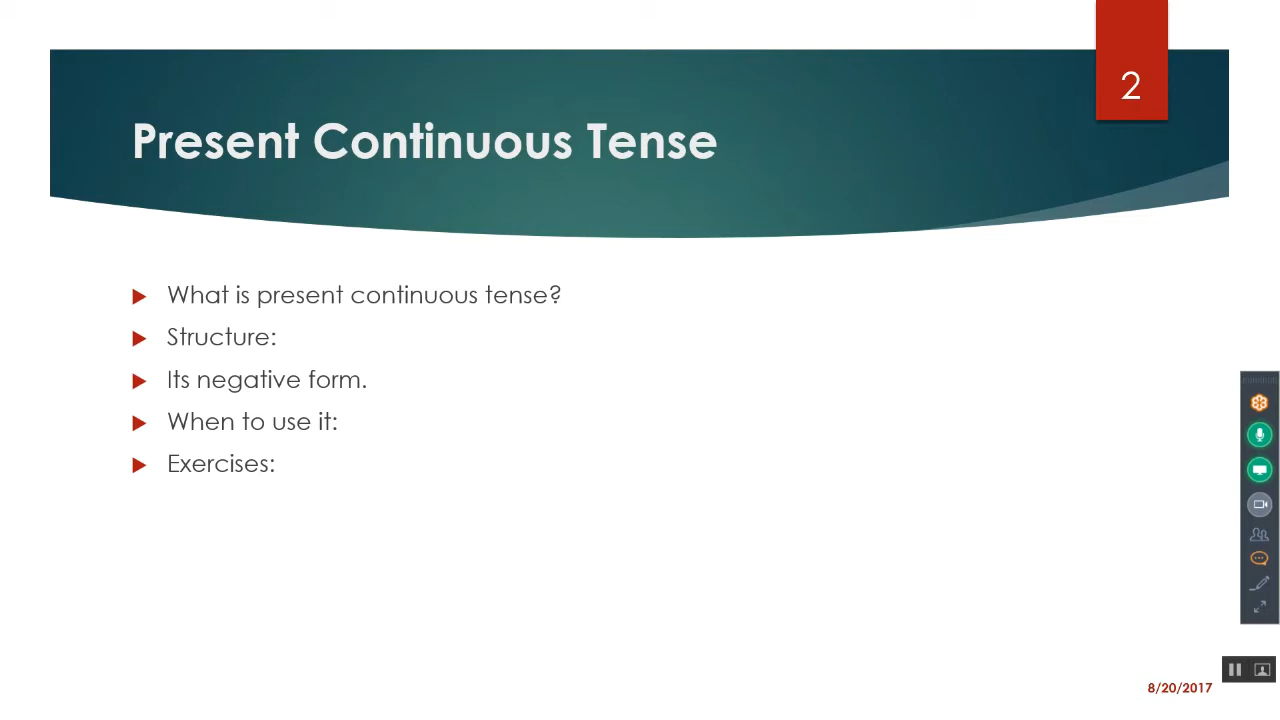 2
Present Continuous Tense
What is present continuous tense?
Structure:
Its negative form.
When to use it:
Exercises:
8/20/2017